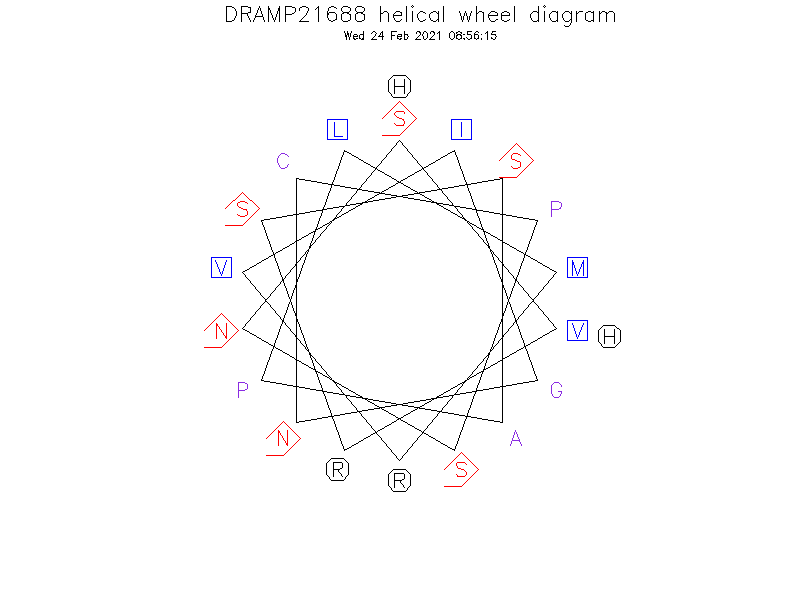 DRAMP21688 helical wheel diagram
Wed 24 Feb 2021 08:56:15
H
L S I
C S
S P
V M
N V H
P G
N A
R R S